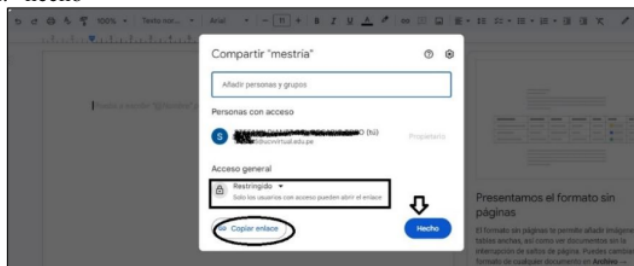 hecho
100%
Texto nor...
Arial
11
B I U A
Compartir "mestría"
Añadir personas y grupos
Personas con acceso
S
(tú)
@ucvvirtual.edu.pe
Propietario
Acceso general
Restringido
Solo los usuarios con acceso pueden abrir el enlace
Copiar enlace
Hecho
Presentamos el formato sin
páginas
El formato sin páginas te permite añadir imágenes
tablas anchas, así como ver documentos sin la
interrupción de saltos de página. Puedes cambiar
formato de cualquier documento en Archivo